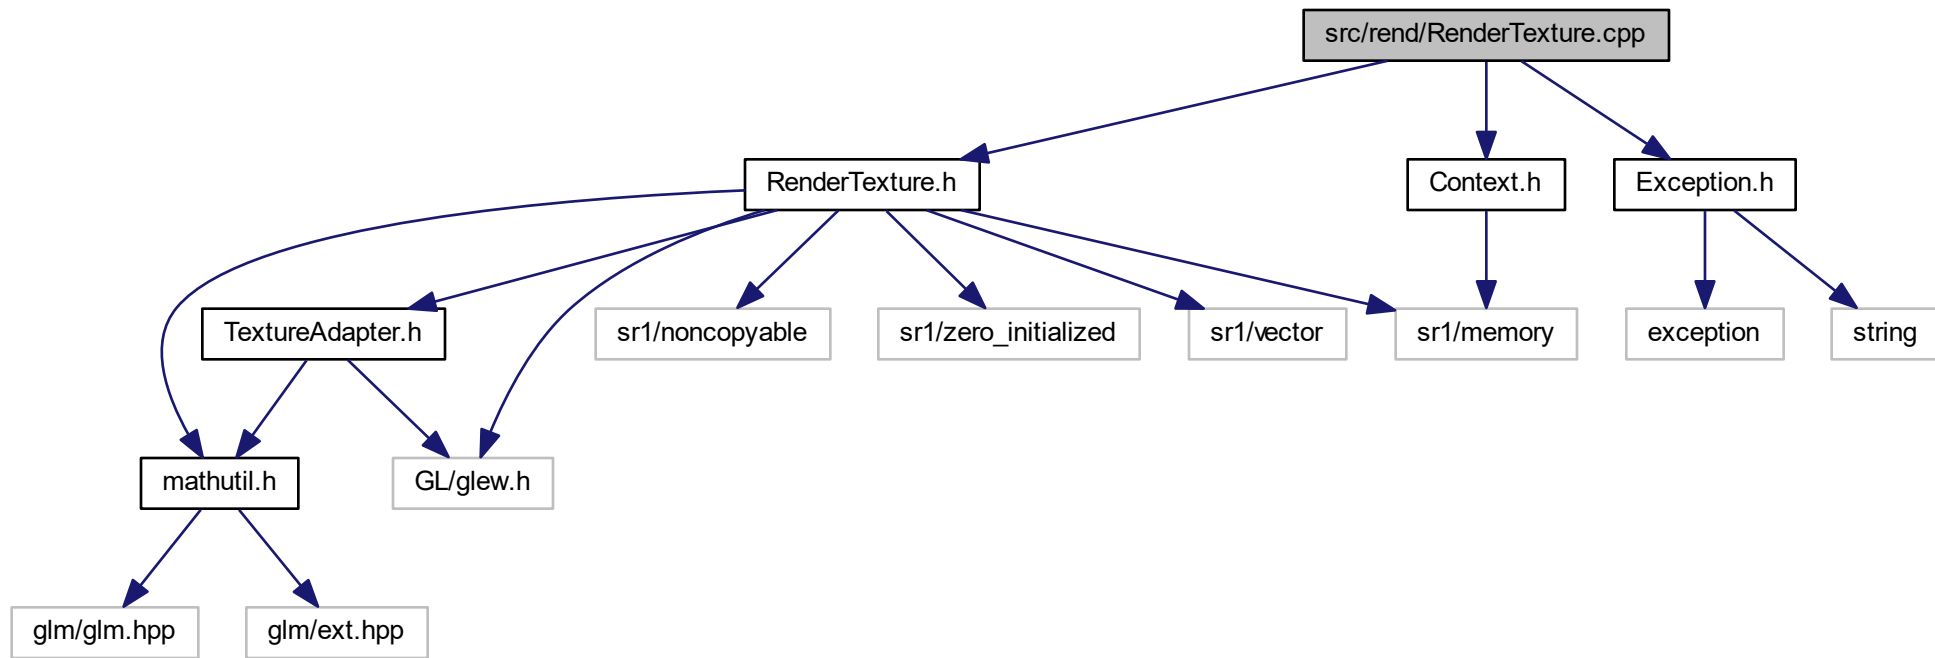 src/rend/RenderTexture.cpp
RenderTexture.h
Context.h
Exception.h
TextureAdapter.h
sr1/noncopyable
sr1/zero_initialized
sr1/vector
sr1/memory
exception
string
mathutil.h
GL/glew.h
glm/glm.hpp
glm/ext.hpp